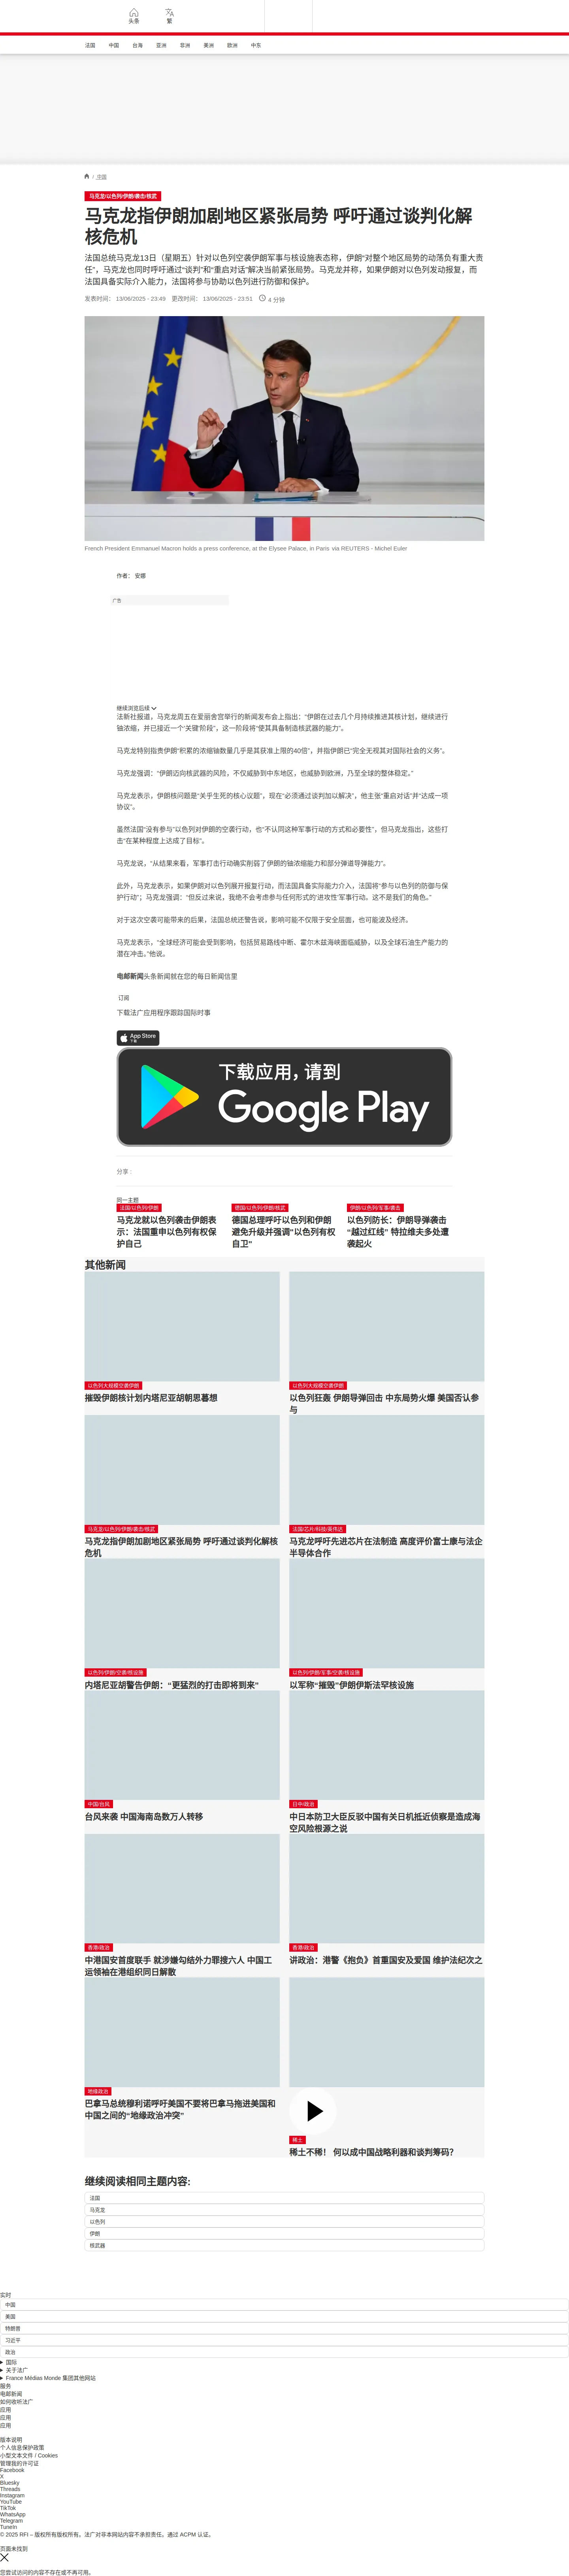 头条
繁
法国 中国 台海 亚洲 非洲 美洲 欧洲 中东
/ 中国
马克龙/以色列/伊朗/袭击/核武
马克龙指伊朗加剧地区紧张局势 呼吁通过谈判化解
核危机
法国总统马克龙13日（星期五）针对以色列空袭伊朗军事与核设施表态称，伊朗“对整个地区局势的动荡负有重大责
任”，马克龙也同时呼吁通过“谈判”和“重启对话”解决当前紧张局势。马克龙并称，如果伊朗对以色列发动报复，而
法国具备实际介入能力，法国将参与协助以色列进行防御和保护。
发表时间： 13/06/2025 - 23:49 更改时间： 13/06/2025 - 23:51 4 分钟
French President Emmanuel Macron holds a press conference, at the Elysee Palace, in Paris via REUTERS - Michel Euler
作者： 安娜
广告
继续浏览后续
法新社报道，马克龙周五在爱丽舍宫举行的新闻发布会上指出：“伊朗在过去几个月持续推进其核计划，继续进行
铀浓缩，并已接近一个‘关键’阶段”，这一阶段将“使其具备制造核武器的能力”。
马克龙特别指责伊朗“积累的浓缩铀数量几乎是其获准上限的40倍”，并指伊朗已“完全无视其对国际社会的义务”。
马克龙强调：“伊朗迈向核武器的风险，不仅威胁到中东地区，也威胁到欧洲，乃至全球的整体稳定。”
马克龙表示，伊朗核问题是“关乎生死的核心议题”，现在“必须通过谈判加以解决”，他主张“重启对话”并“达成一项
协议”。
虽然法国“没有参与”以色列对伊朗的空袭行动，也“不认同这种军事行动的方式和必要性”，但马克龙指出，这些打
击“在某种程度上达成了目标”。
马克龙说，“从结果来看，军事打击行动确实削弱了伊朗的铀浓缩能力和部分弹道导弹能力”。
此外，马克龙表示，如果伊朗对以色列展开报复行动，而法国具备实际能力介入，法国将“参与以色列的防御与保
护行动”；马克龙强调：“但反过来说，我绝不会考虑参与任何形式的‘进攻性’军事行动。这不是我们的角色。”
对于这次空袭可能带来的后果，法国总统还警告说，影响可能不仅限于安全层面，也可能波及经济。
马克龙表示，“全球经济可能会受到影响，包括贸易路线中断、霍尔木兹海峡面临威胁，以及全球石油生产能力的
潜在冲击。”他说。
电邮新闻头条新闻就在您的每日新闻信里
订阅
下载法广应用程序跟踪国际时事
App Store
下载
下载应用，请到
Google Play
分享 :
同一主题
法国/以色列/伊朗
马克龙就以色列袭击伊朗表
示：法国重申以色列有权保
护自己
德国/以色列/伊朗/核武
德国总理呼吁以色列和伊朗
避免升级并强调"以色列有权
自卫"
伊朗/以色列/军事/袭击
以色列防长：伊朗导弹袭击
“越过红线” 特拉维夫多处遭
袭起火
其他新闻
以色列大规模空袭伊朗
摧毁伊朗核计划内塔尼亚胡朝思暮想
以色列大规模空袭伊朗
以色列狂轰 伊朗导弹回击 中东局势火爆 美国否认参
与
马克龙/以色列/伊朗/袭击/核武
马克龙指伊朗加剧地区紧张局势 呼吁通过谈判化解核
危机
法国/芯片/科技/英伟达
马克龙呼吁先进芯片在法制造 高度评价富士康与法企
半导体合作
以色列/伊朗/空袭/核设施
内塔尼亚胡警告伊朗：“更猛烈的打击即将到来”
以色列/伊朗/军事/空袭/核设施
以军称“摧毁”伊朗伊斯法罕核设施
中国/台风
台风来袭 中国海南岛数万人转移
日中/政治
中日本防卫大臣反驳中国有关日机抵近侦察是造成海
空风险根源之说
香港/政治
中港国安首度联手 就涉嫌勾结外力罪搜六人 中国工
运领袖在港组织同日解散
香港/政治
讲政治：港警《抱负》首重国安及爱国 维护法纪次之
地缘政治
巴拿马总统穆利诺呼吁美国不要将巴拿马拖进美国和
中国之间的“地缘政治冲突”
稀土
稀土不稀！ 何以成中国战略利器和谈判筹码?
继续阅读相同主题内容:
法国
马克龙
以色列
伊朗
核武器
实时
中国
美国
特朗普
习近平
政治
国际
关于法广
France Médias Monde 集团其他网站
服务
电邮新闻
如何收听法广
应用
应用
应用
版本说明
个人信息保护政策
小型文本文件 / Cookies
管理我的许可证
Facebook
X
Bluesky
Threads
Instagram
YouTube
TikTok
WhatsApp
Telegram
TuneIn
© 2025 RFI – 版权所有版权所有。法广对非本网站内容不承担责任。通过 ACPM 认证。
页面未找到
您尝试访问的内容不存在或不再可用。